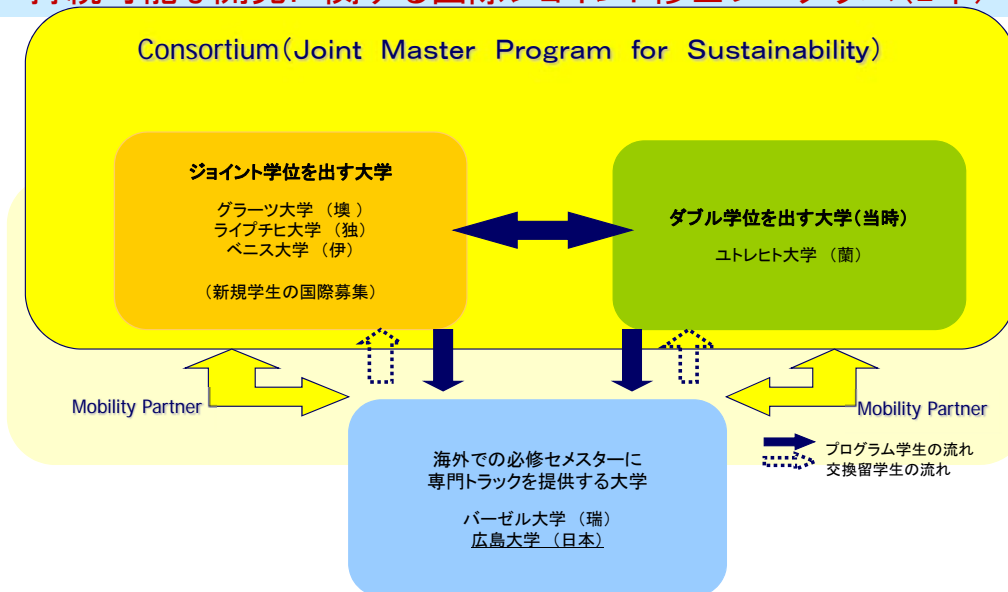 Consortium(Joint Master Program for Sustainability)
ジョイント学位を出す大学
グラーツ大学 (墺 )
ライプチヒ大学 (独)
ベニス大学 (伊)
(新規学生の国際募集)
ダブル学位を出す大学(当時)
ユトレヒト大学 (蘭)
Mobility Partner
Mobility Partner
海外での必修セメスターに
専門トラックを提供する大学
バーゼル大学 (瑞)
広島大学 (日本)
プログラム学生の流れ
交換留学生の流れ